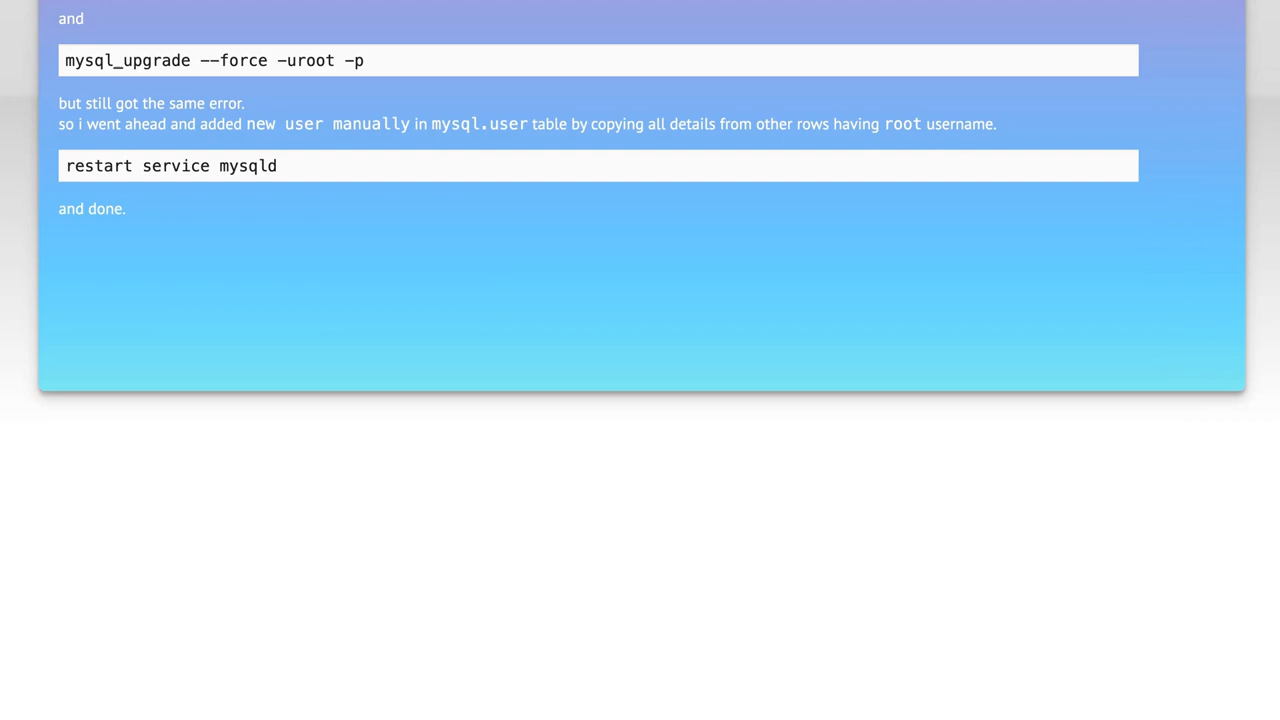 and
mysql_upgrade --force -uroot -p
but still got the same error.
so i went ahead and added new user manually in mysql.user table by copying all details from other rows having root username.
restart service mysqld
and done.